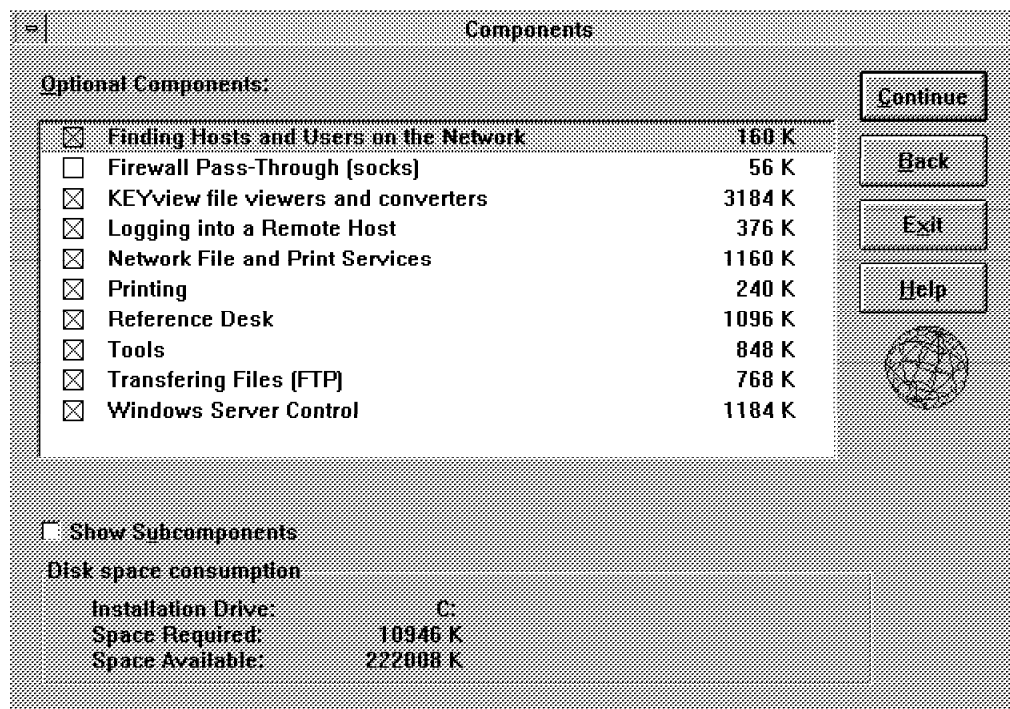 Components
Optional Components:
Finding Hosts and Users on the Network 160 K
Firewall Pass-Through (socks) 56 K
KEYview file viewers and converters 3184 K
Logging into a Remote Host 376 K
Network File and Print Services 1160 K
Printing 240 K
Reference Desk 1096 K
Tools 848 K
Transfering Files (FTP) 768 K
Windows Server Control 1184 K
Continue
Back
Exit
Help
Show Subcomponents
Disk space consumption
Installation Drive: C:
Space Required: 10946 K
Space Available: 222008 K